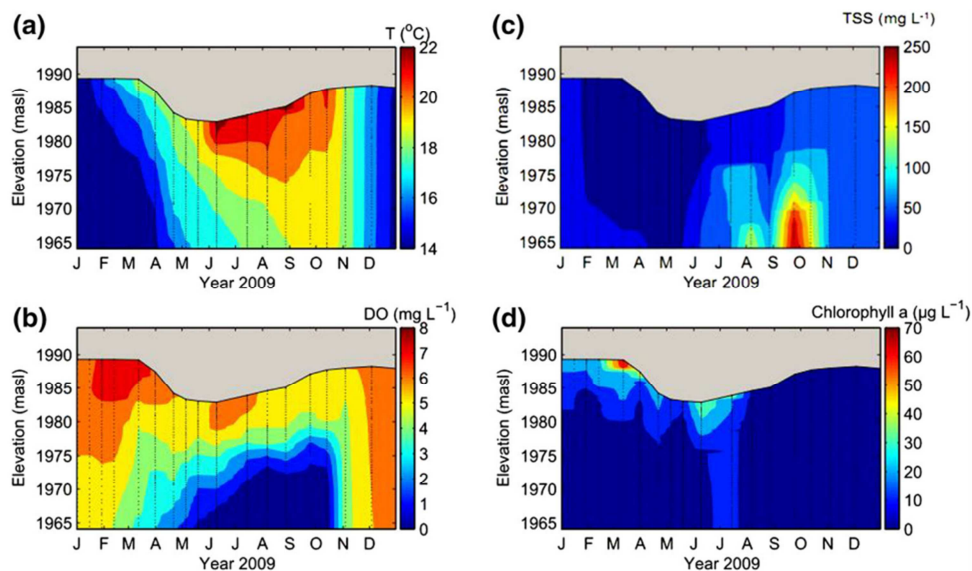 (a)
T (°C)
22
20
18
16
14
1990
1985
1980
1975
1970
1965
Elevation (masl)
J F M A M J J A S O N D
Year 2009
(c)
TSS (mg L⁻¹)
250
200
150
100
50
0
1990
1985
1980
1975
1970
1965
Elevation (masl)
J F M A M J J A S O N D
Year 2009
(b)
DO (mg L⁻¹)
8
7
6
5
4
3
2
1
0
1990
1985
1980
1975
1970
1965
Elevation (masl)
J F M A M J J A S O N D
Year 2009
(d)
Chlorophyll a (μg L⁻¹)
70
60
50
40
30
20
10
0
1990
1985
1980
1975
1970
1965
Elevation (masl)
J F M A M J J A S O N D
Year 2009